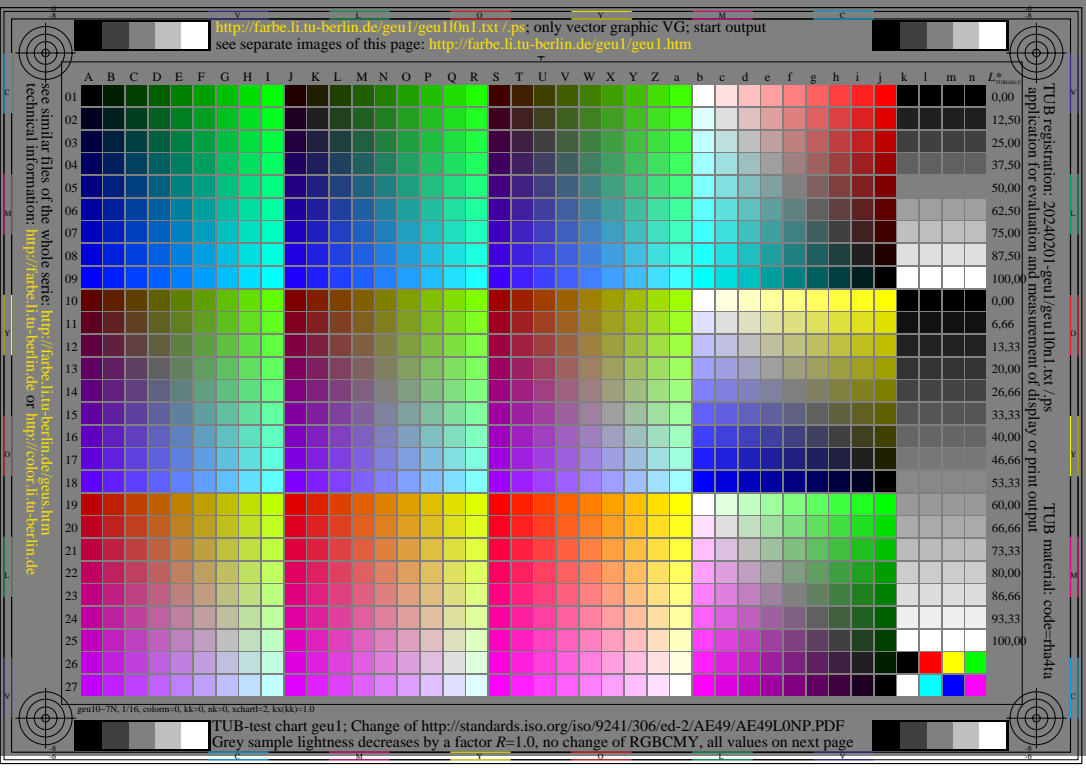 http://farbe.li.tu-berlin.de/geu1/geu1l0n1.txt /.ps; only vector graphic VG; start output
see separate images of this page: http://farbe.li.tu-berlin.de/geu1/geu1.htm
A B C D E F G H I J K L M N O P Q R S T U V W X Y Z a b c d e f g h i j k l m n L*
01 0,00
02 12,50
03 25,00
04 37,50
05 50,00
06 62,50
07 75,00
08 87,50
09 100,00
10 0,00
11 6,66
12 13,33
13 20,00
14 26,66
15 33,33
16 40,00
17 46,66
18 53,33
19 60,00
20 66,66
21 73,33
22 80,00
23 86,66
24 93,33
25 100,00
26
27
see similar files of the whole serie: http://farbe.li.tu-berlin.de/geus.htm
technical information: http://farbe.li.tu-berlin.de or http://color.li.tu-berlin.de
TUB registration: 20240201-geu1/geu1l0n1.txt /.ps
application for evaluation and measurement of display or print output
TUB material: code=rha4ta
geu10-7N, 1/16, colorm=0, kk=0, nk=0, xchartl=2, kx(kk)=1.0
TUB-test chart geu1; Change of http://standards.iso.org/iso/9241/306/ed-2/AE49/AE49L0NP.PDF
Grey sample lightness decreases by a factor R=1.0, no change of RGBCMY, all values on next page